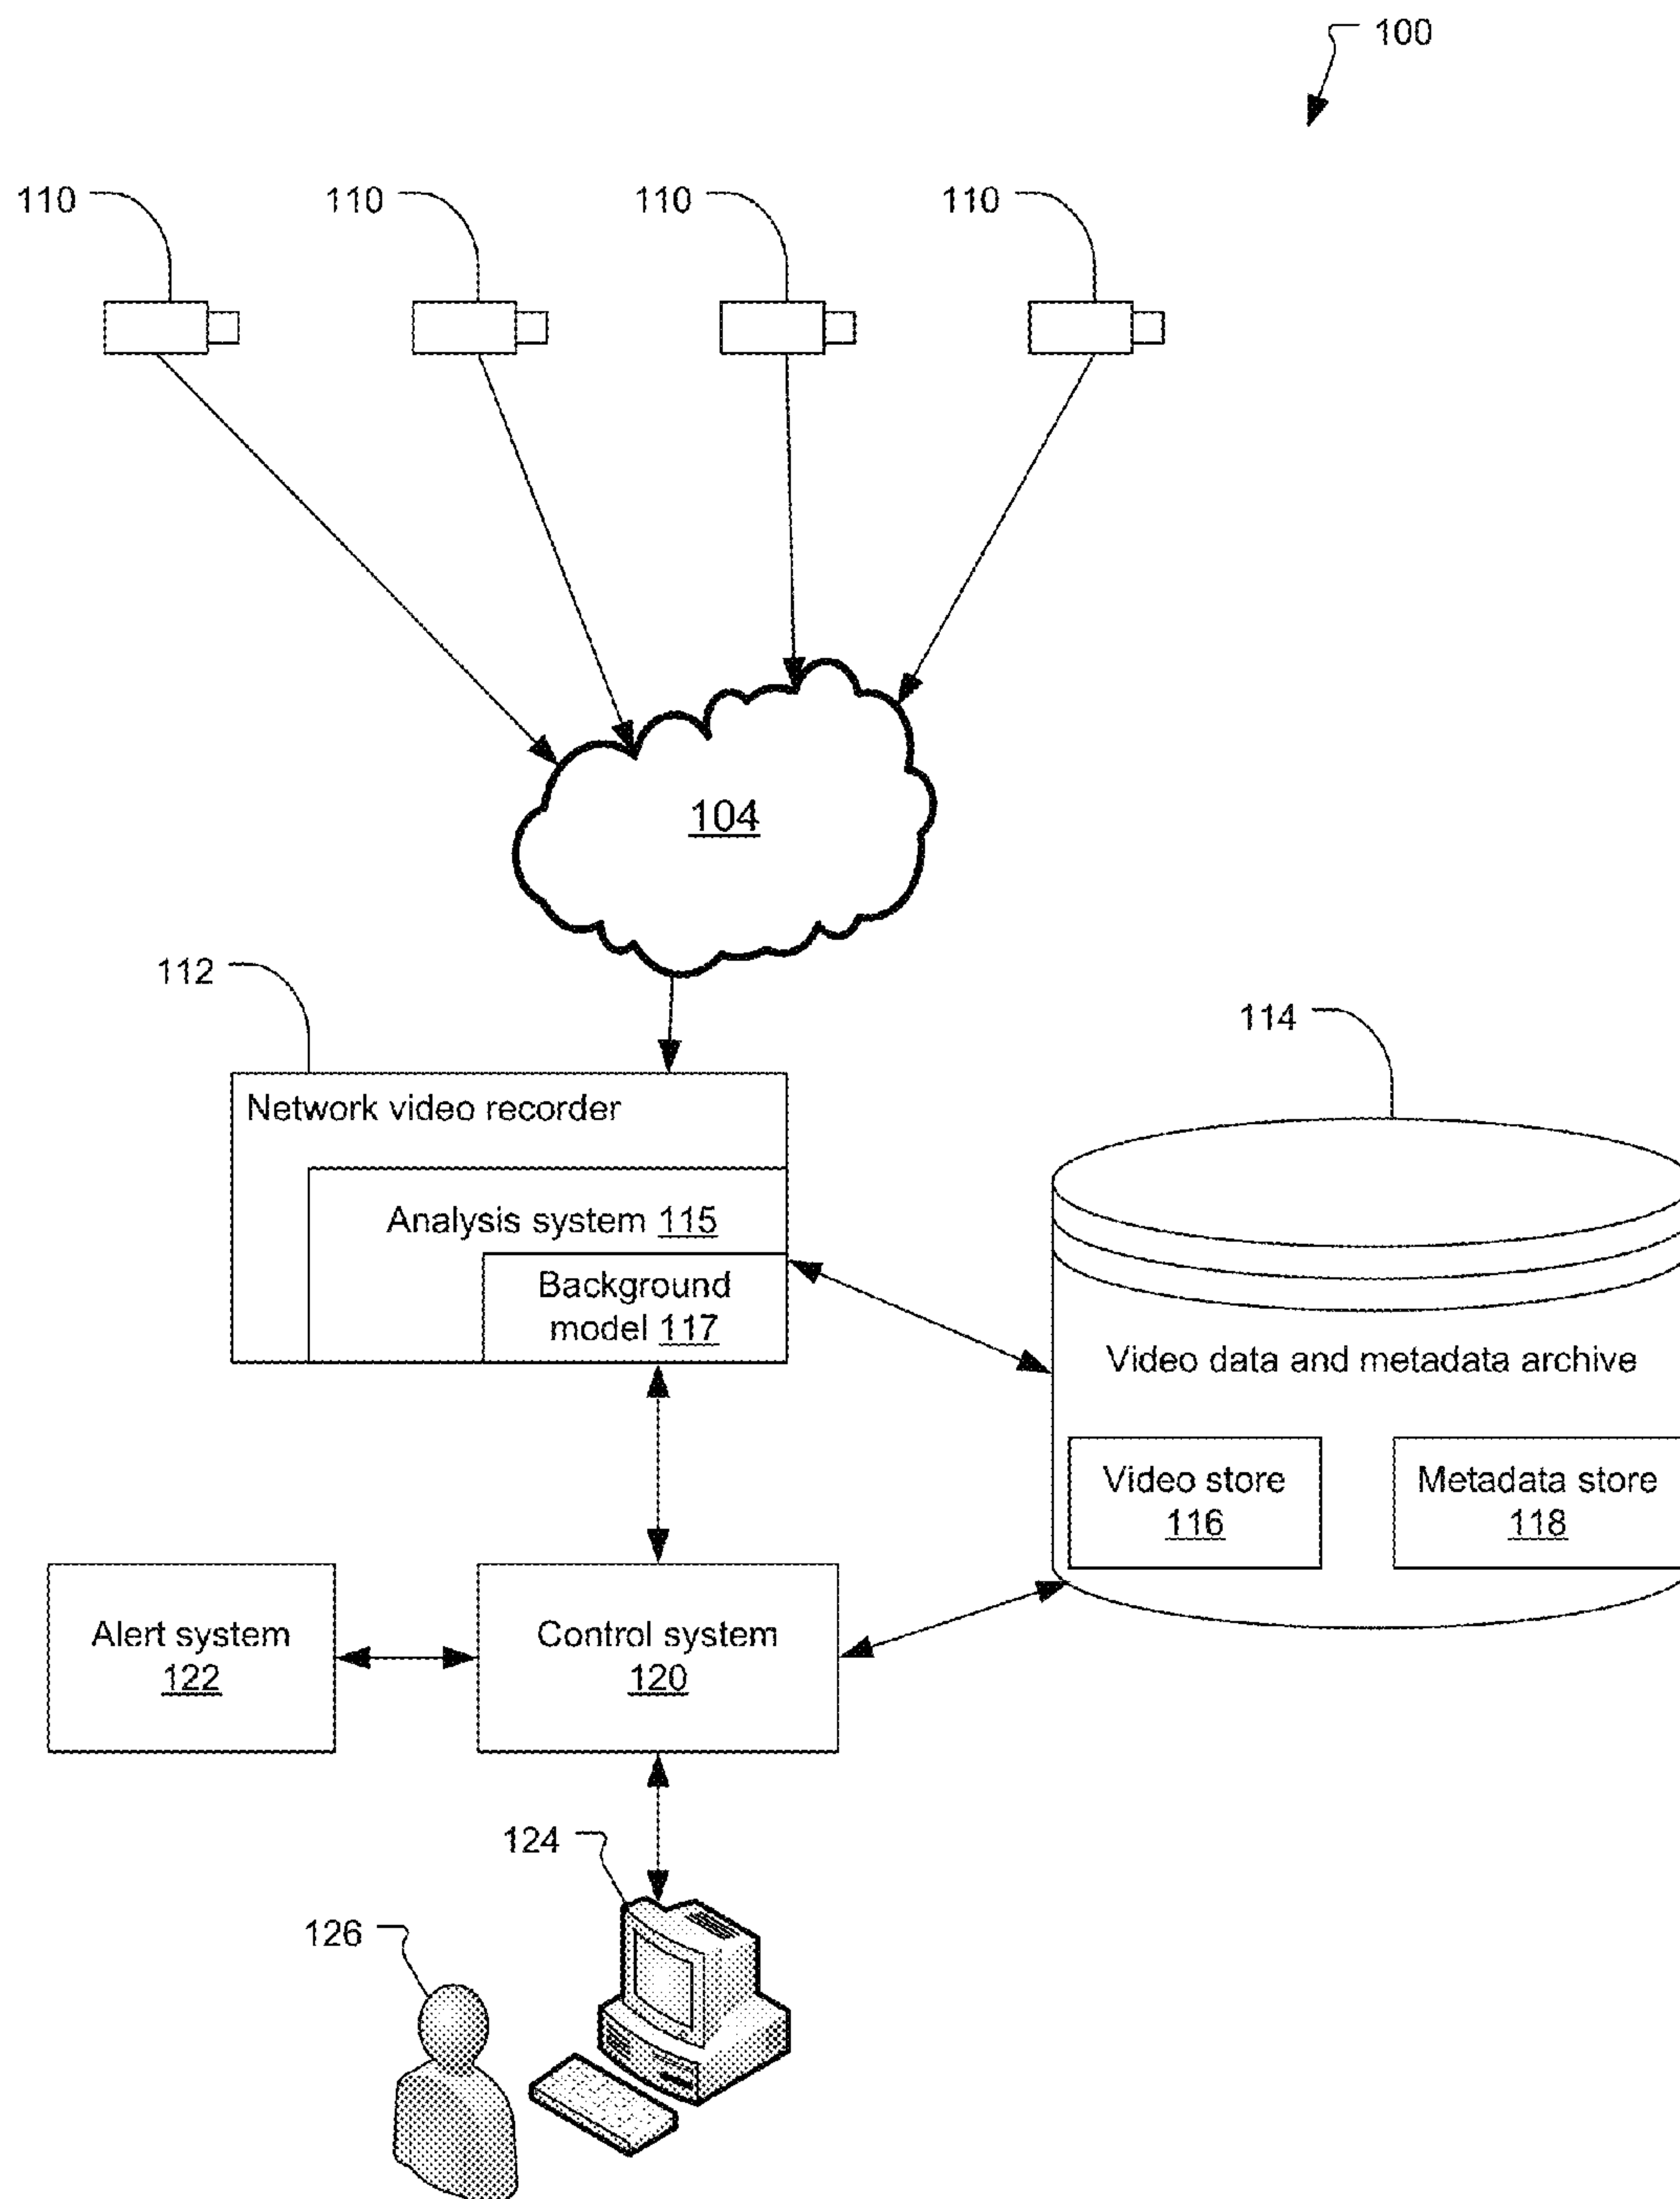 100
110
110
110
110
104
112
114
Network video recorder
Analysis system 115
Background
model 117
Video data and metadata archive
Video store
116
Metadata store
118
Alert system
122
Control system
120
124
126